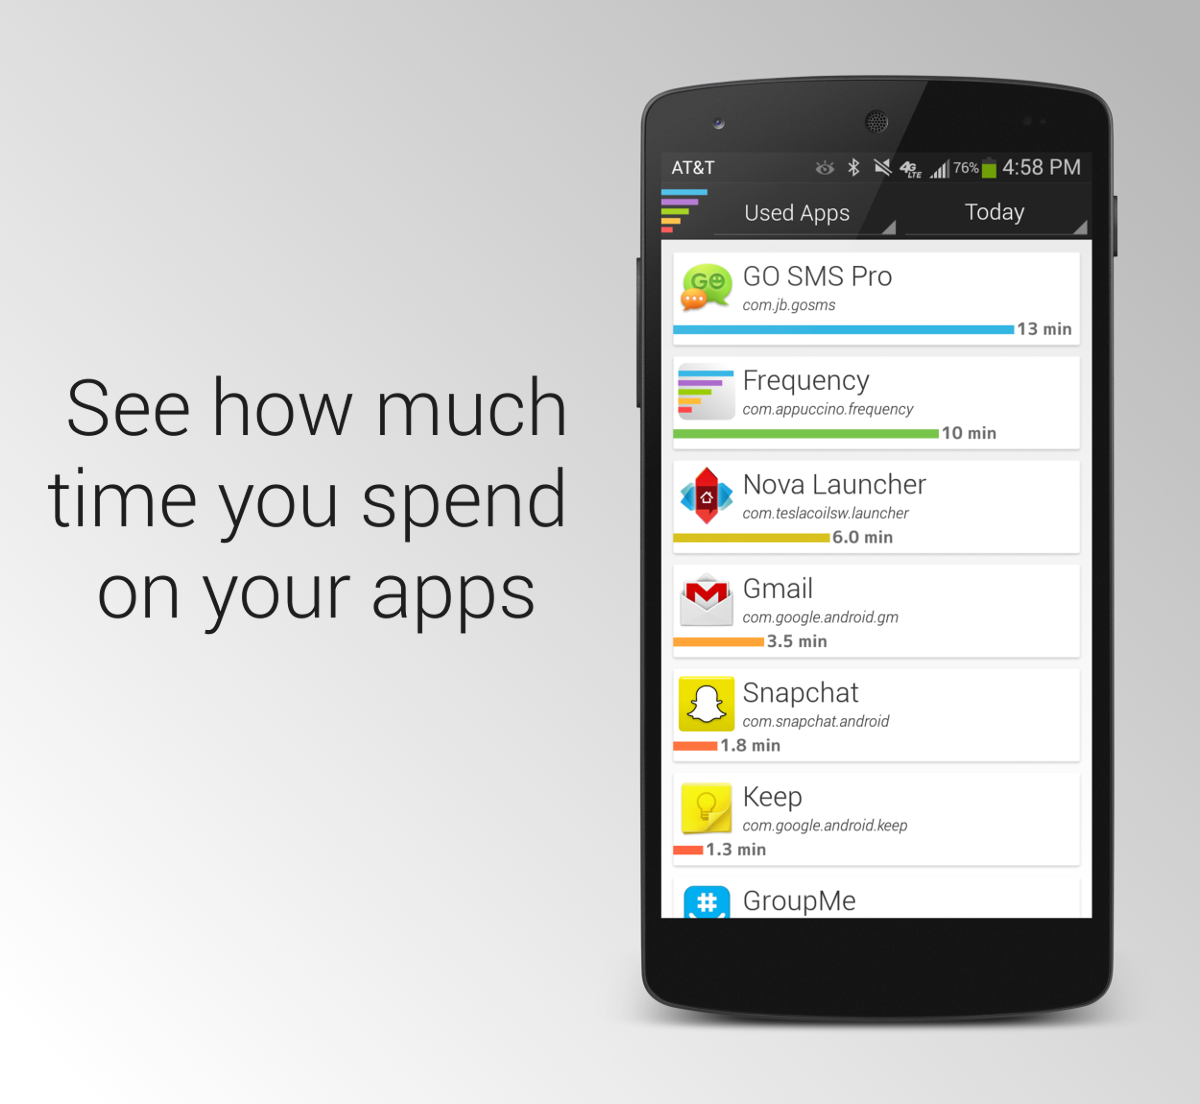 See how much
time you spend
on your apps
AT&T 4G LTE 76% 4:58 PM
Used Apps Today
GO
GO SMS Pro
com.jb.gosms
13 min
Frequency
com.appuccino.frequency
10 min
Nova Launcher
com.teslacoilsw.launcher
6.0 min
Gmail
com.google.android.gm
3.5 min
Snapchat
com.snapchat.android
1.8 min
Keep
com.google.android.keep
1.3 min
#
GroupMe